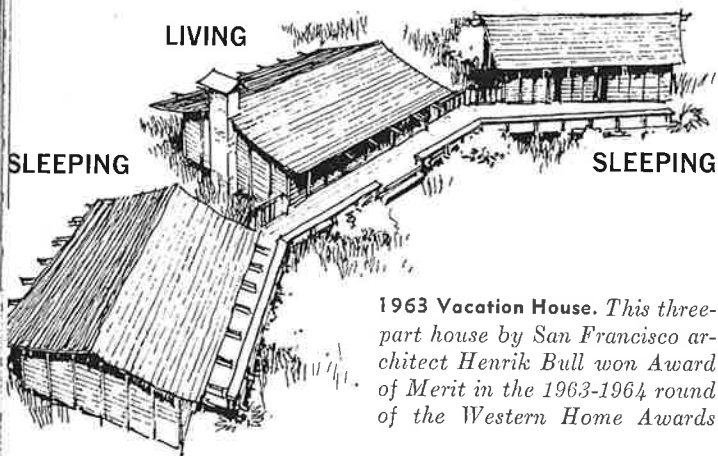 LIVING
SLEEPING
SLEEPING
1963 Vacation House. This three-
part house by San Francisco ar-
chitect Henrik Bull won Award
of Merit in the 1963-1964 round
of the Western Home Awards